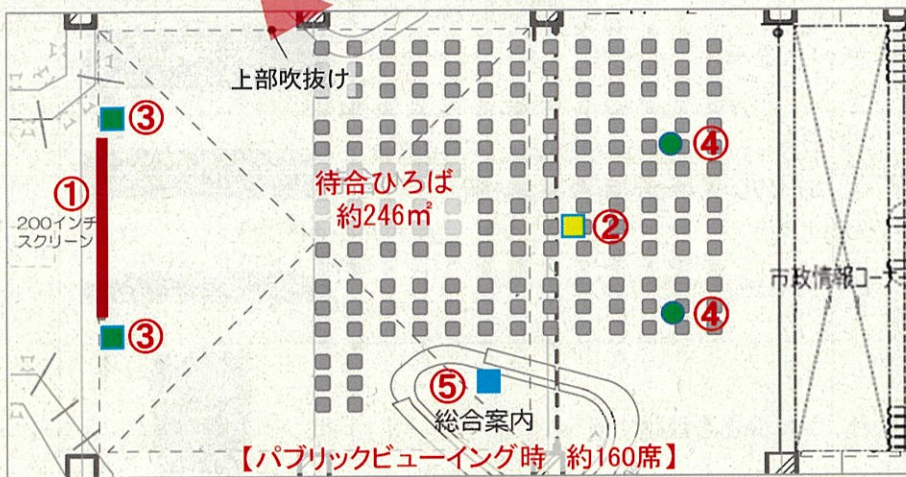 上部吹抜け
③
①
200インチ
スクリーン
待合ひろば
約246㎡
④
②
市政情報コーナ
③
④
⑤
総合案内
【パブリックビューイング時 約160席】